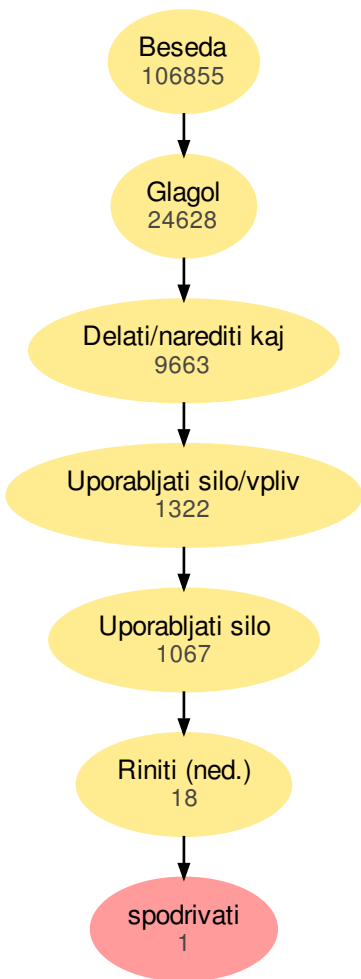 Beseda
106855
Glagol
24628
Delati/narediti kaj
9663
Uporabljati silo/vpliv
1322
Uporabljati silo
1067
Riniti (ned.)
18
spodrivati
1